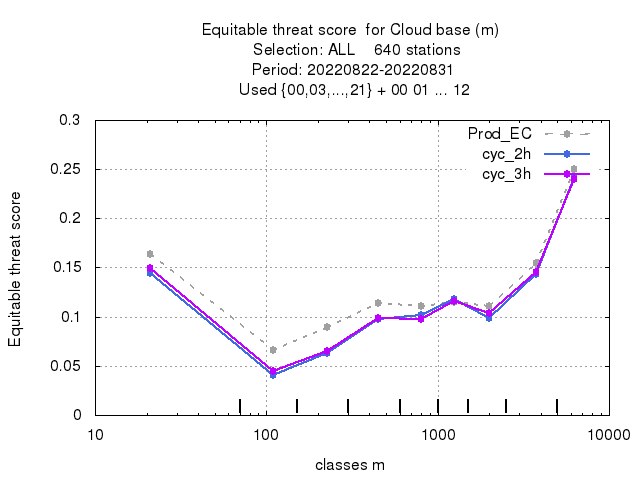 Equitable threat score  for Cloud base (m)
Selection: ALL    640 stations
Period: 20220822-20220831
Used {00,03,...,21} + 00 01 ... 12
Prod_EC
cyc_2h
cyc_3h
Equitable threat score
0.3
0.25
0.2
0.15
0.1
0.05
0
10 100 1000 10000
classes m